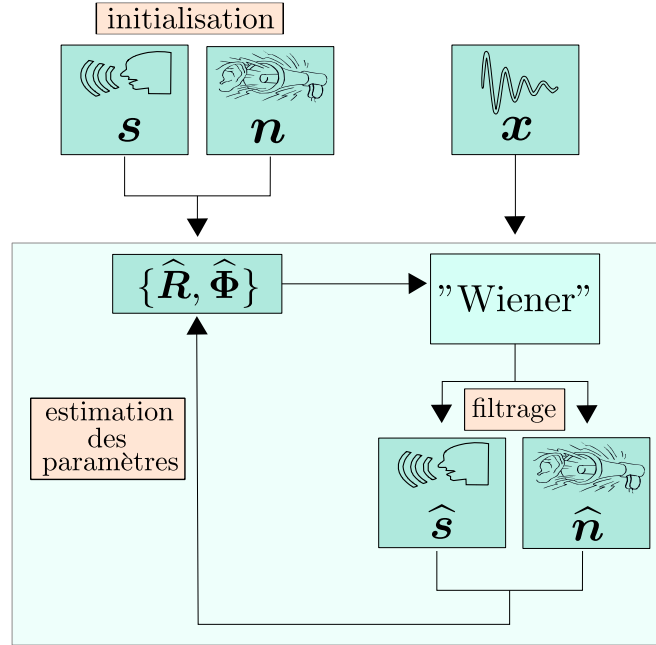 initialisation
s n x
{R̂, Φ̂}
"Wiener"
estimation
des
paramètres
filtrage
ŝ n̂